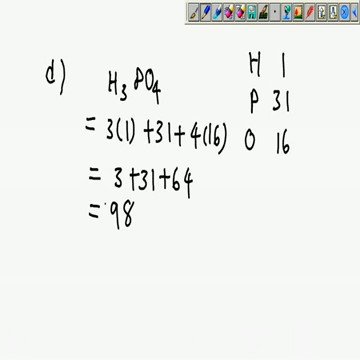 d) H₃PO₄
= 3(1) + 31 + 4(16)
= 3 + 31 + 64
= 98
H 1
P 31
O 16